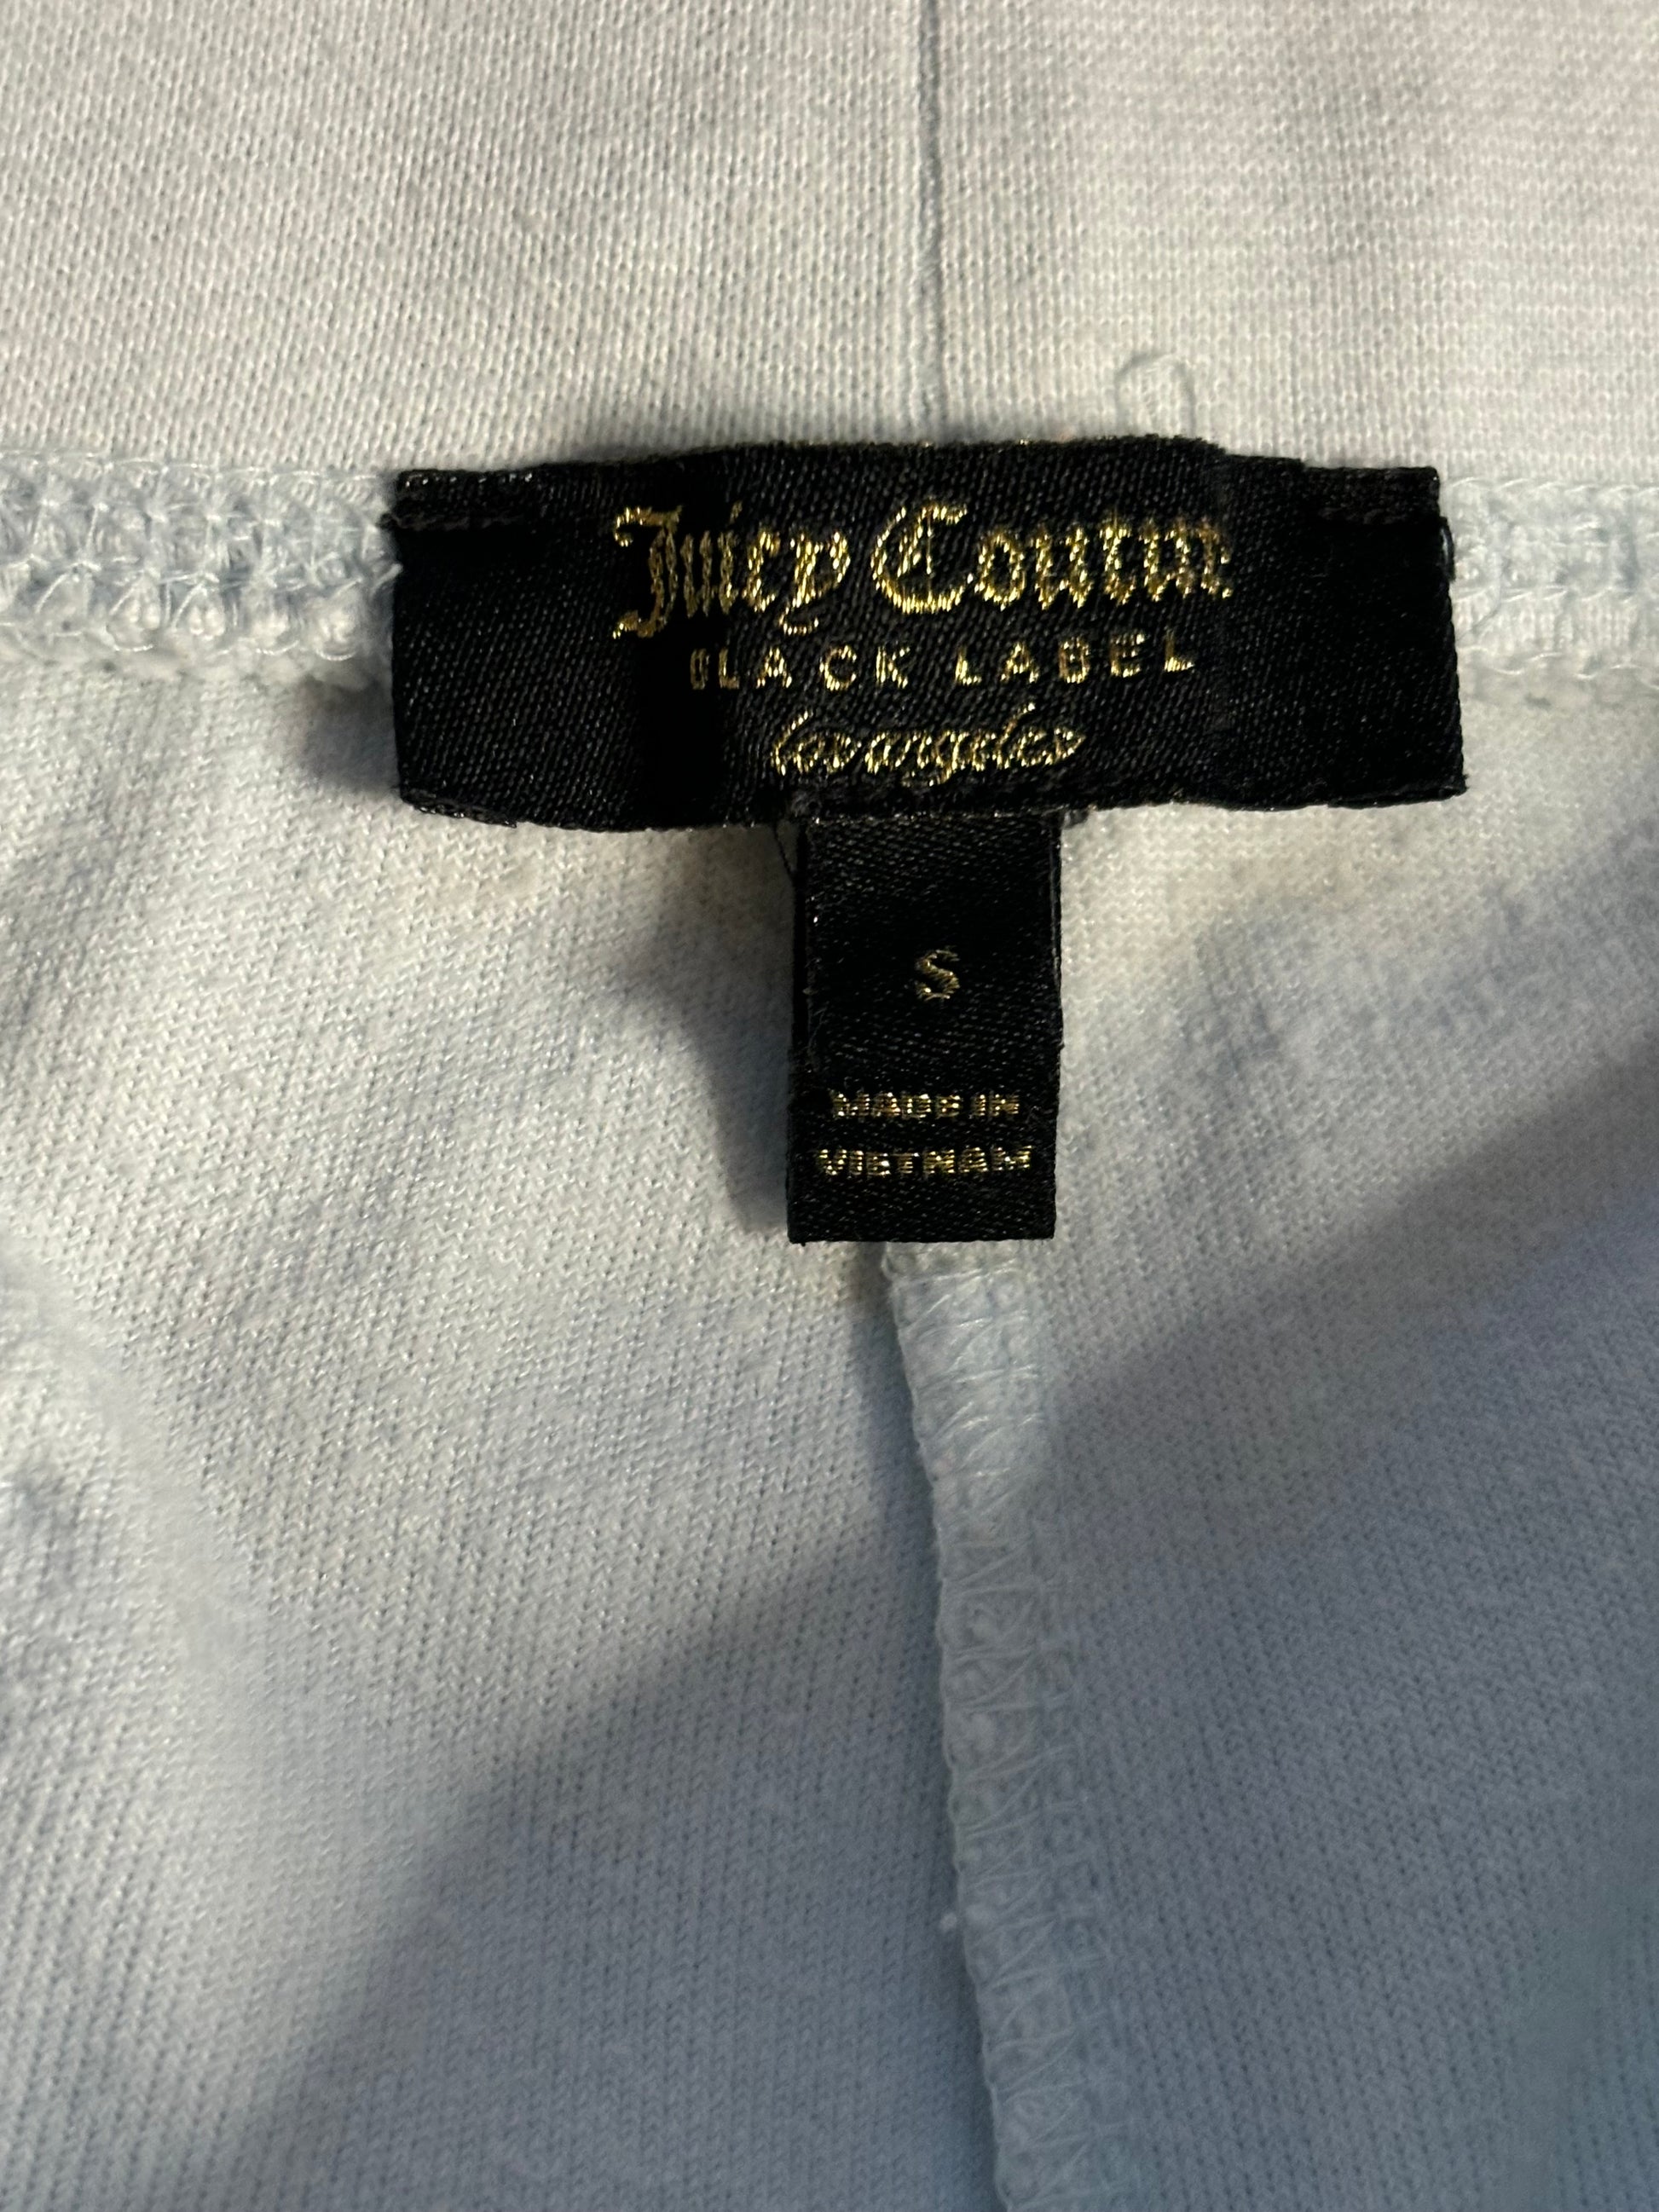 Juicy Couture
BLACK LABEL
los angeles
S
MADE IN
VIETNAM